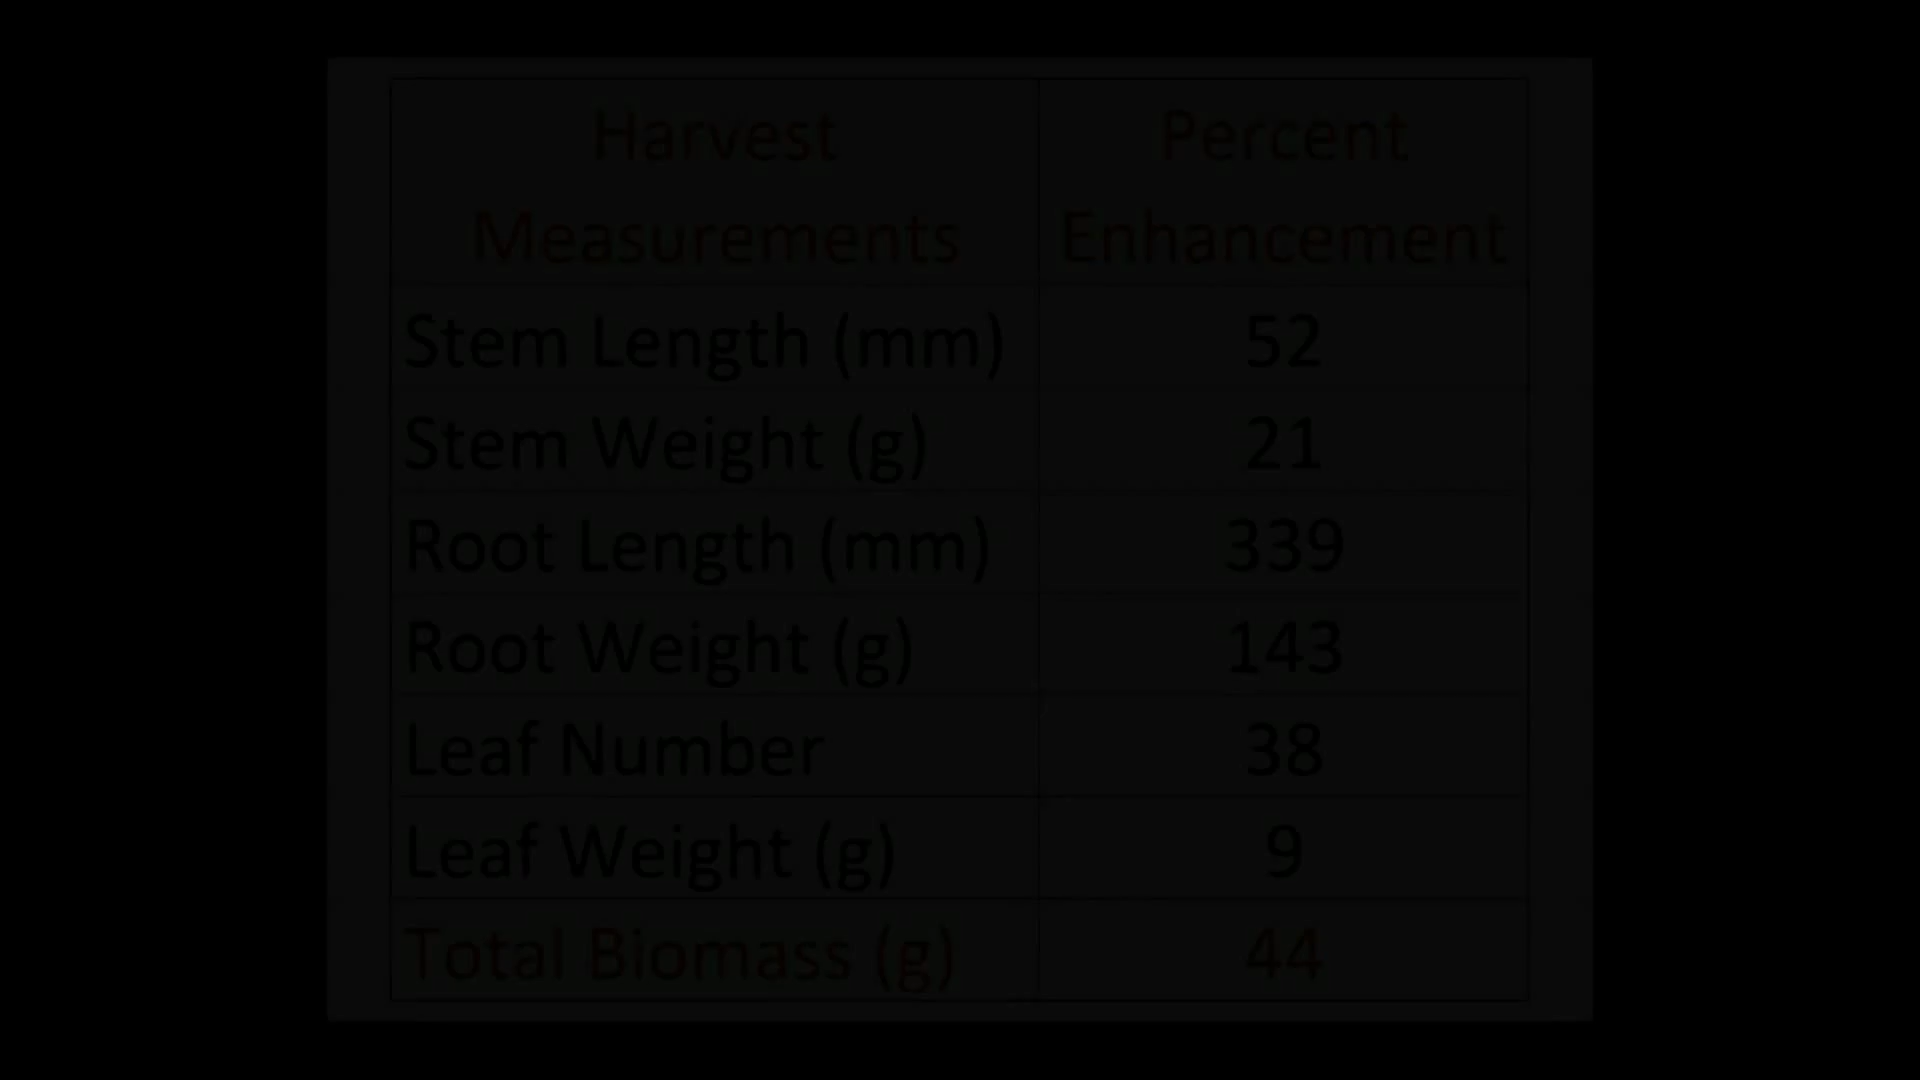 Harvest Measurements Percent Enhancement
Stem Length (mm) 52
Stem Weight (g) 21
Root Length (mm) 339
Root Weight (g) 143
Leaf Number 38
Leaf Weight (g) 9
Total Biomass (g) 44